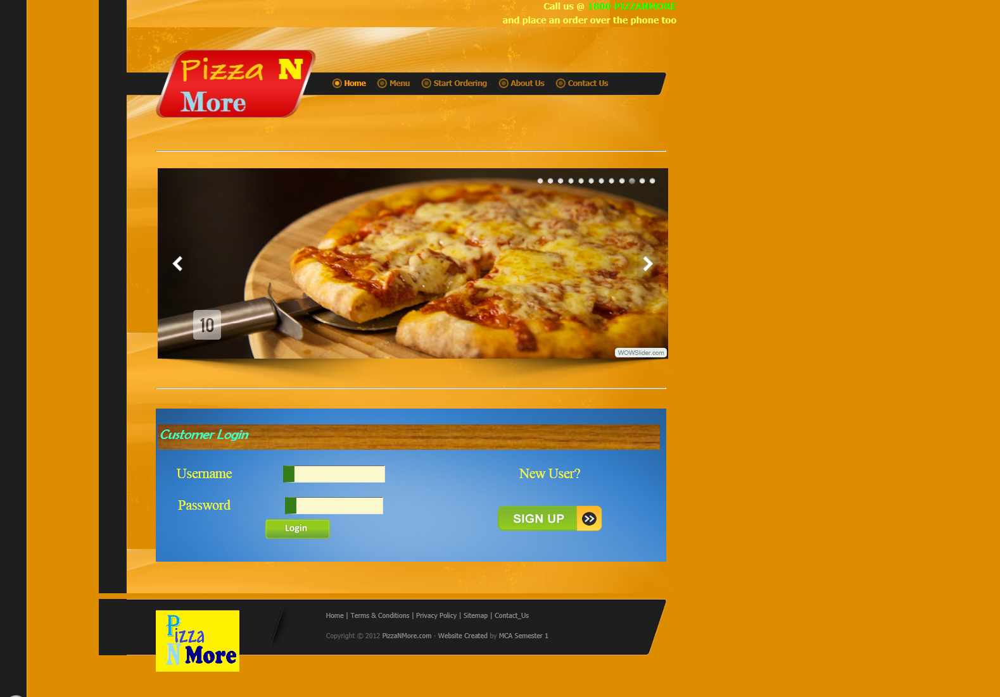 Call us @ 1800-PIZZANMORE
and place an order over the phone too
Pizza N
More
Home Menu Start Ordering About Us Contact Us
10
WOWSlider.com
Customer Login
Username
New User?
Password
SIGN UP
Login
Home | Terms & Conditions | Privacy Policy | Sitemap | Contact_Us
Copyright © 2012 PizzaNMore.com - Website Created by MCA Semester 1
Pizza
N More